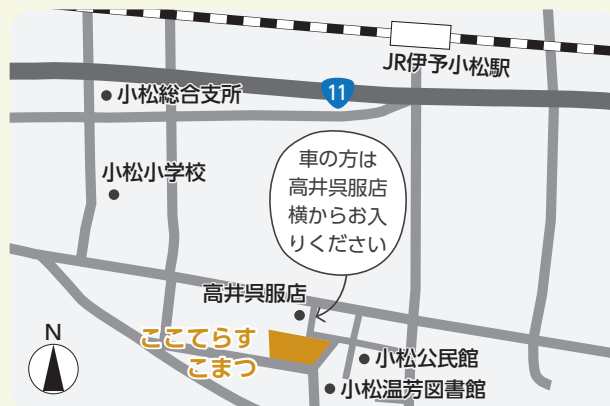 JR伊予小松駅
11
小松総合支所
小松小学校
車の方は
高井呉服店
横からお入
りください
高井呉服店
ここてらす
こまつ
N
小松公民館
小松温芳図書館